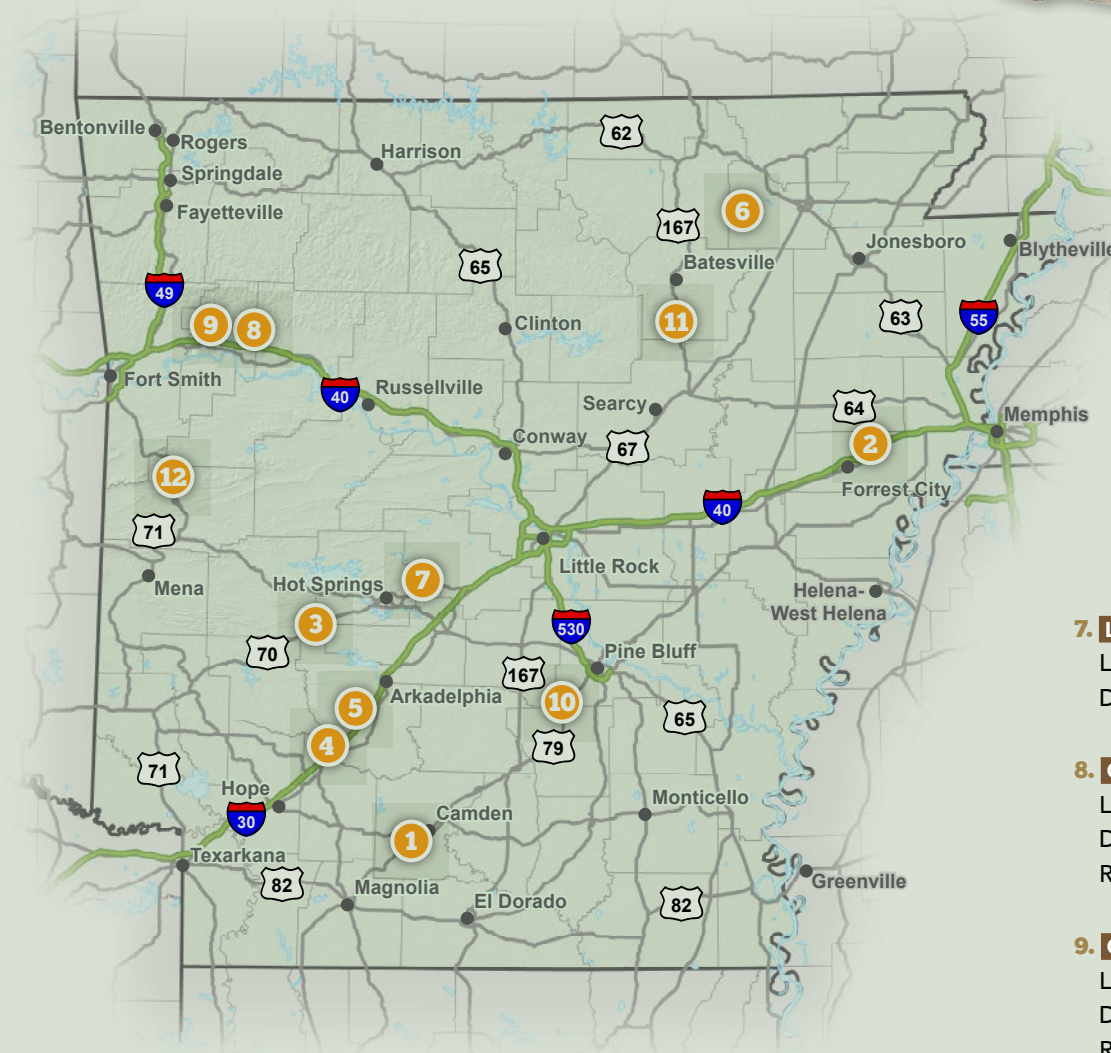 Bentonville
Rogers
Harrison
62
Springdale
Fayetteville
6
167
Jonesboro
Blytheville
65
Batesville
49
9
8
Clinton
11
63
55
Fort Smith
40
Russellville
Searcy
64
Memphis
Conway
67
2
12
Forrest City
40
71
Little Rock
Mena
Hot Springs
7
Helena-
West Helena
3
530
70
Pine Bluff
167
Arkadelphia
5
10
65
4
79
71
Hope
30
Camden
Monticello
1
Texarkana
82
Magnolia
El Dorado
82
Greenville
7. L
L
D
8.
L
D
R
9.
L
D
R